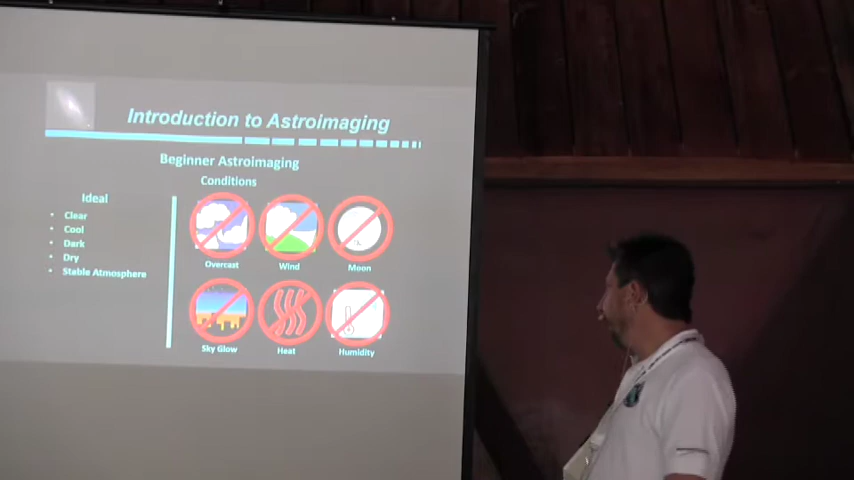 Introduction to Astroimaging
Beginner Astroimaging
Conditions
Ideal
• Clear
• Cool
• Dark
• Dry
• Stable Atmosphere
Overcast
Wind
Moon
Sky Glow
Heat
Humidity